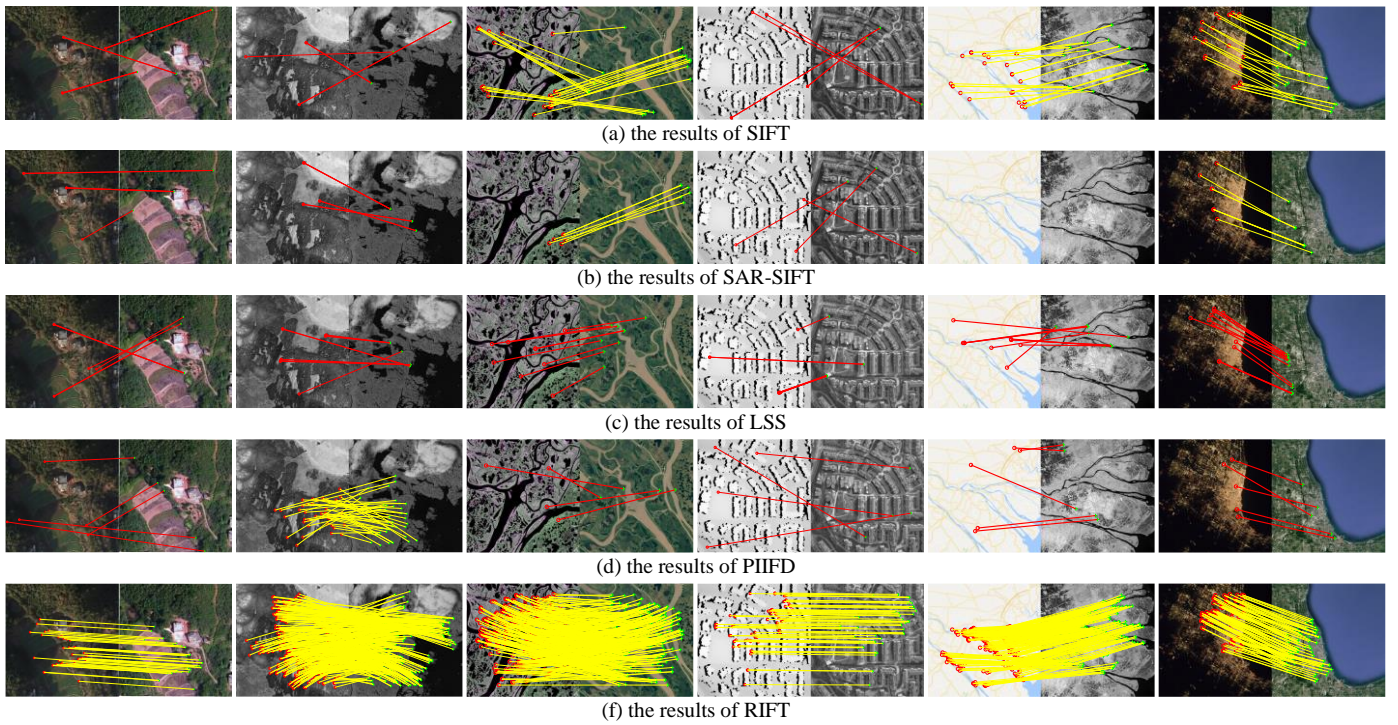 (a) the results of SIFT
(b) the results of SAR-SIFT
(c) the results of LSS
(d) the results of PIIFD
(f) the results of RIFT